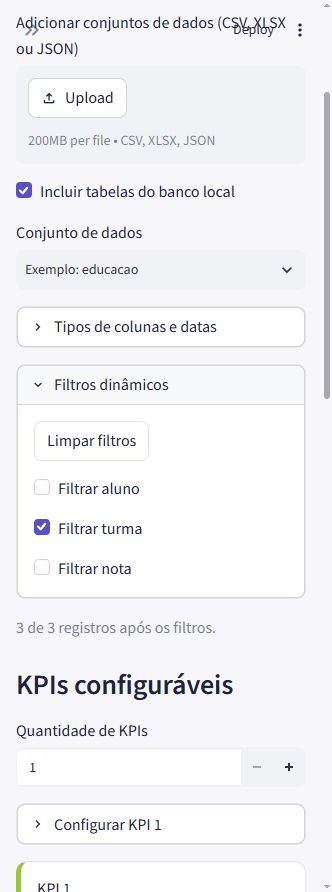 Adicionar conjuntos de dados (CSV, XLSX
ou JSON)
Deploy
Upload
200MB per file • CSV, XLSX, JSON
Incluir tabelas do banco local
Conjunto de dados
Exemplo: educacao
Tipos de colunas e datas
Filtros dinâmicos
Limpar filtros
Filtrar aluno
Filtrar turma
Filtrar nota
3 de 3 registros após os filtros.
KPIs configuráveis
Quantidade de KPIs
1
Configurar KPI 1
KPI 1